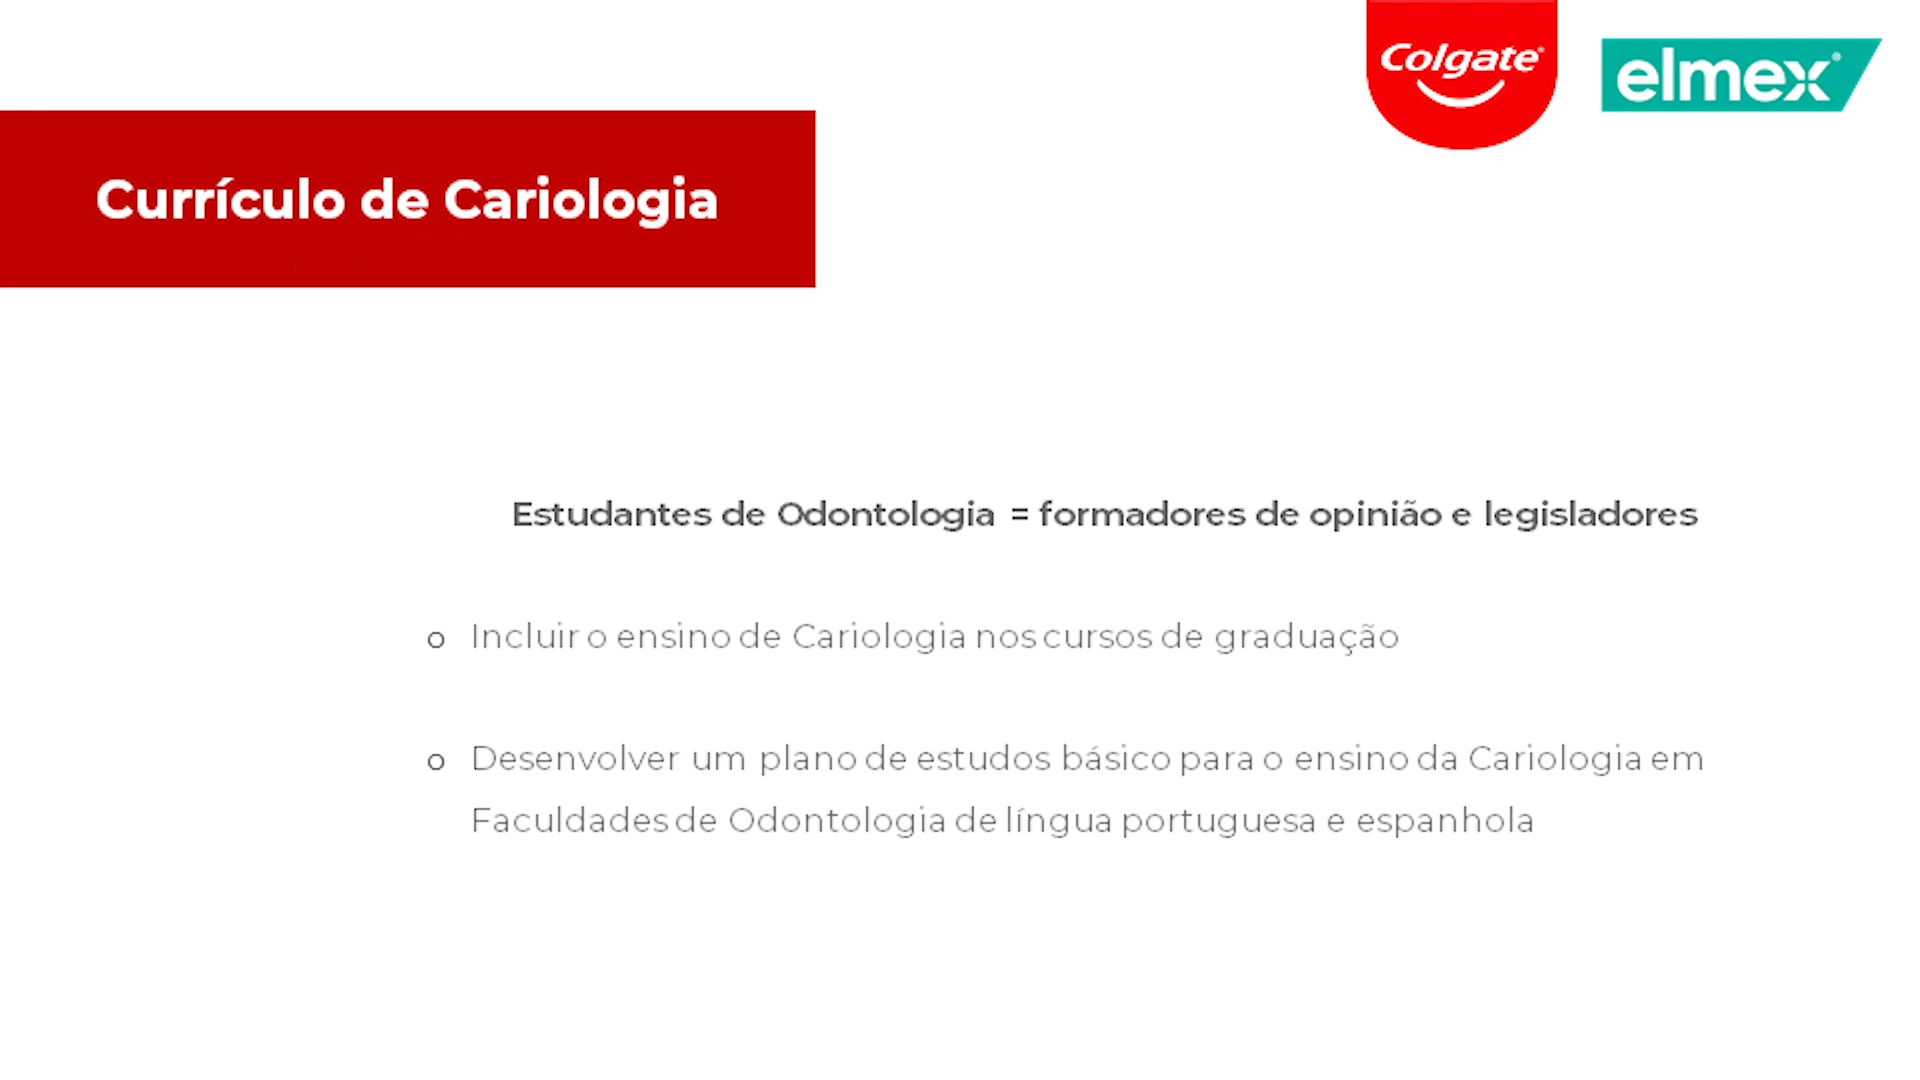 Colgate
elmex
Currículo de Cariologia
Estudantes de Odontologia = formadores de opinião e legisladores
o Incluir o ensino de Cariologia nos cursos de graduação
o Desenvolver um plano de estudos básico para o ensino da Cariologia em
Faculdades de Odontologia de língua portuguesa e espanhola